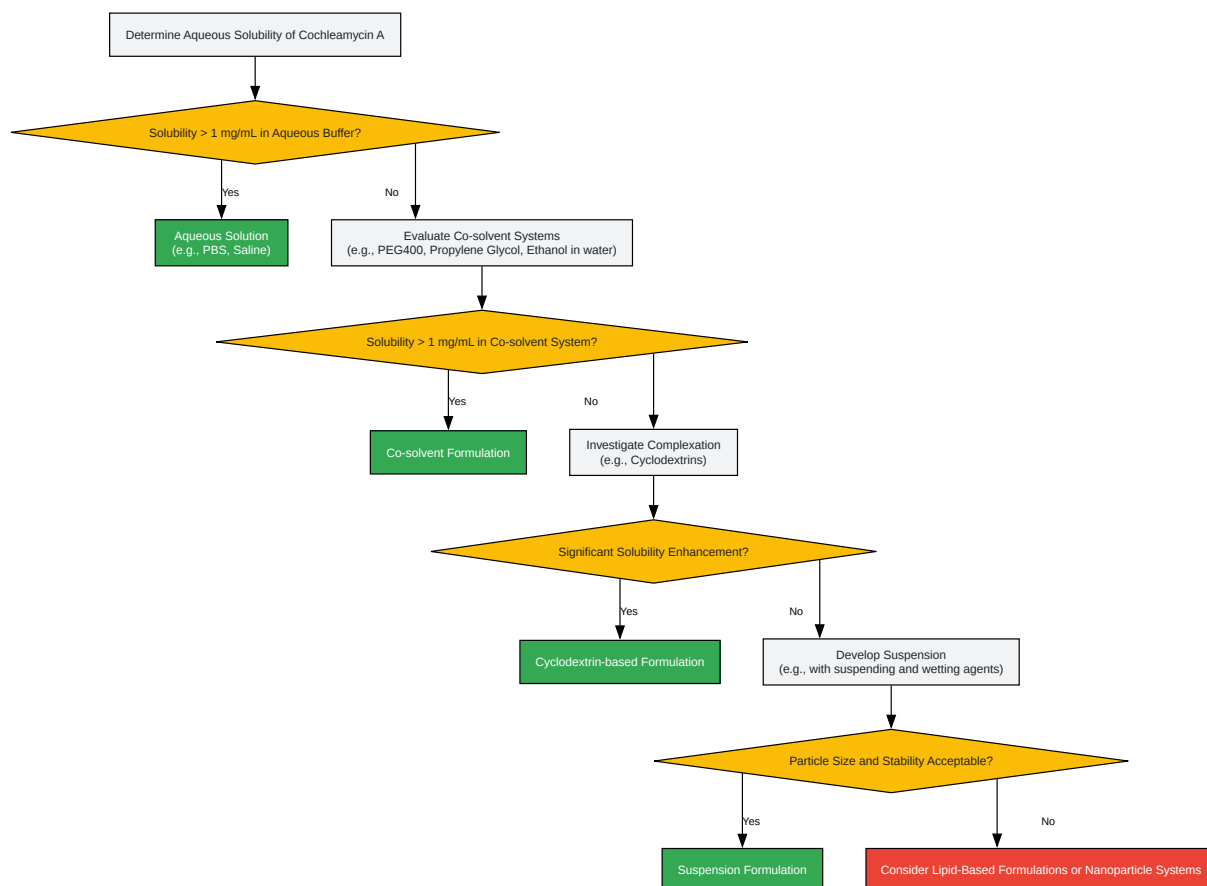 Determine Aqueous Solubility of Cochleamycin A
Solubility > 1 mg/mL in Aqueous Buffer?
Yes
No
Aqueous Solution
(e.g., PBS, Saline)
Evaluate Co-solvent Systems
(e.g., PEG400, Propylene Glycol, Ethanol in water)
Solubility > 1 mg/mL in Co-solvent System?
Yes
No
Co-solvent Formulation
Investigate Complexation
(e.g., Cyclodextrins)
Significant Solubility Enhancement?
Yes
No
Cyclodextrin-based Formulation
Develop Suspension
(e.g., with suspending and wetting agents)
Particle Size and Stability Acceptable?
Yes
No
Suspension Formulation
Consider Lipid-Based Formulations or Nanoparticle Systems